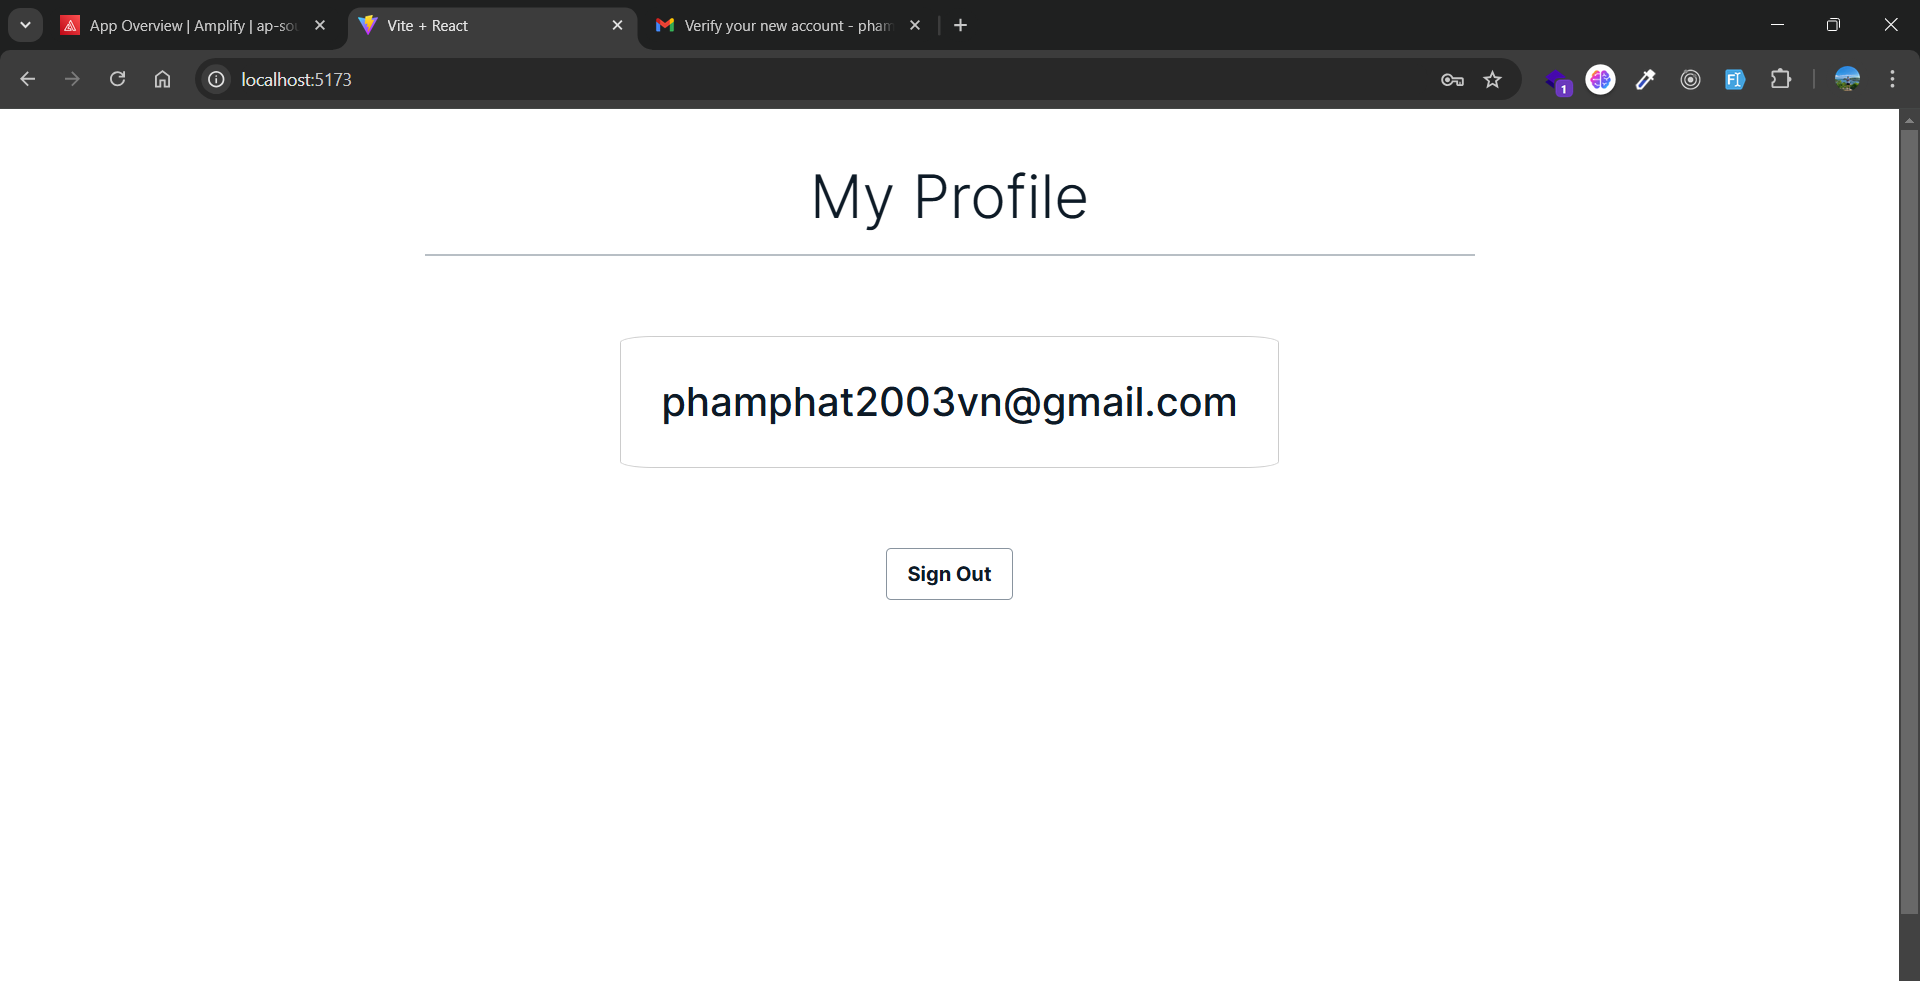 App Overview | Amplify | ap-sou
Vite + React
Verify your new account - pham
localhost:5173
1
FI
My Profile
phamphat2003vn@gmail.com
Sign Out